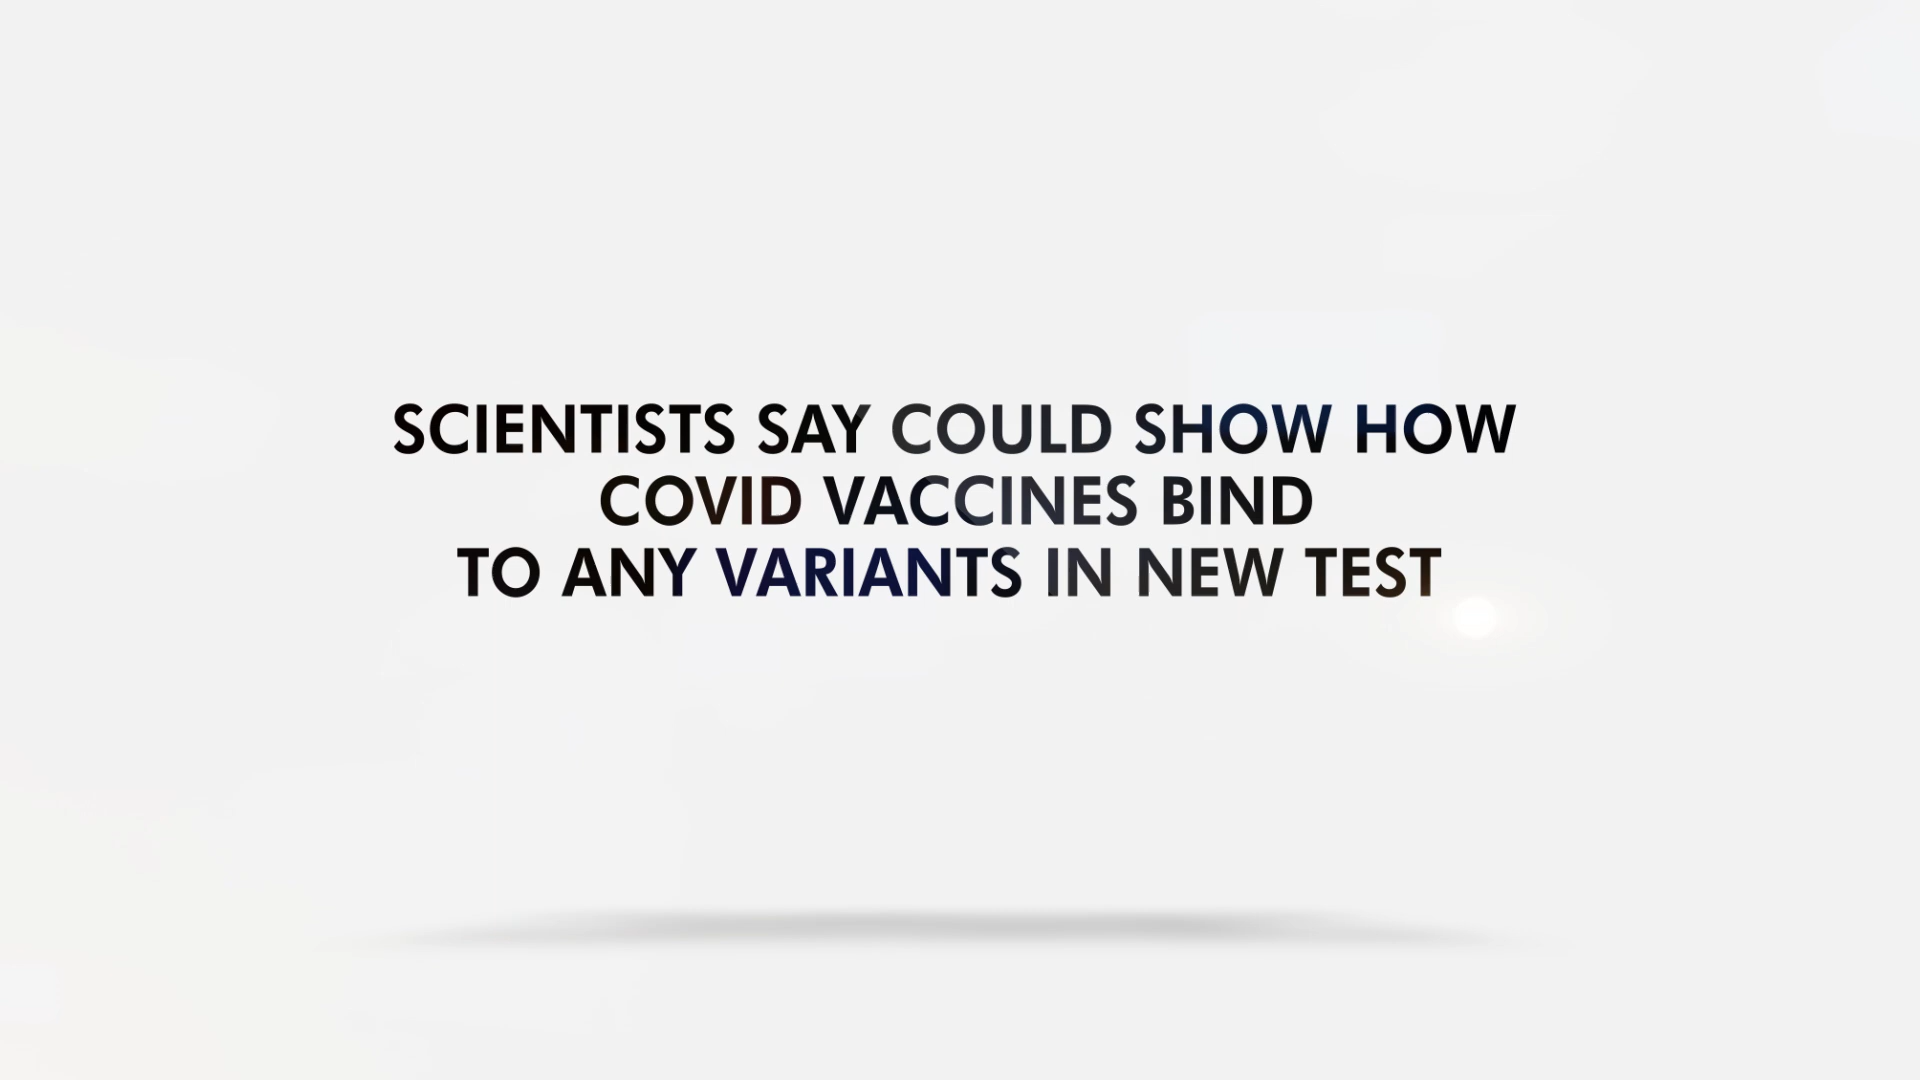 SCIENTISTS SAY COULD SHOW HOW
COVID VACCINES BIND
TO ANY VARIANTS IN NEW TEST